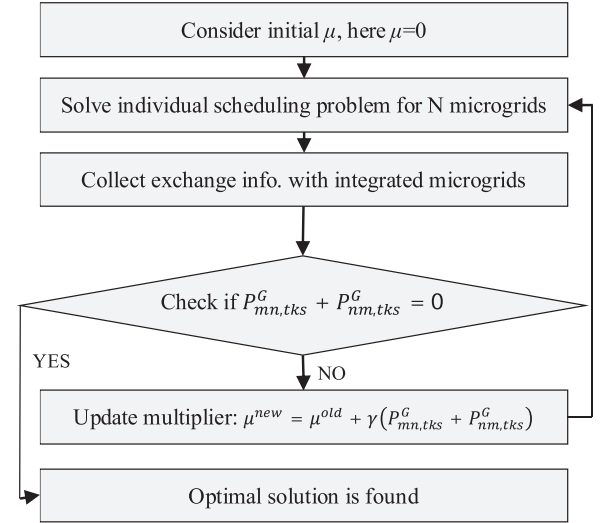 Consider initial μ, here μ=0
Solve individual scheduling problem for N microgrids
Collect exchange info. with integrated microgrids
Check if P^G_{mn,tks} + P^G_{nm,tks} = 0
YES
NO
Update multiplier: μ^{new} = μ^{old} + γ(P^G_{mn,tks} + P^G_{nm,tks})
Optimal solution is found